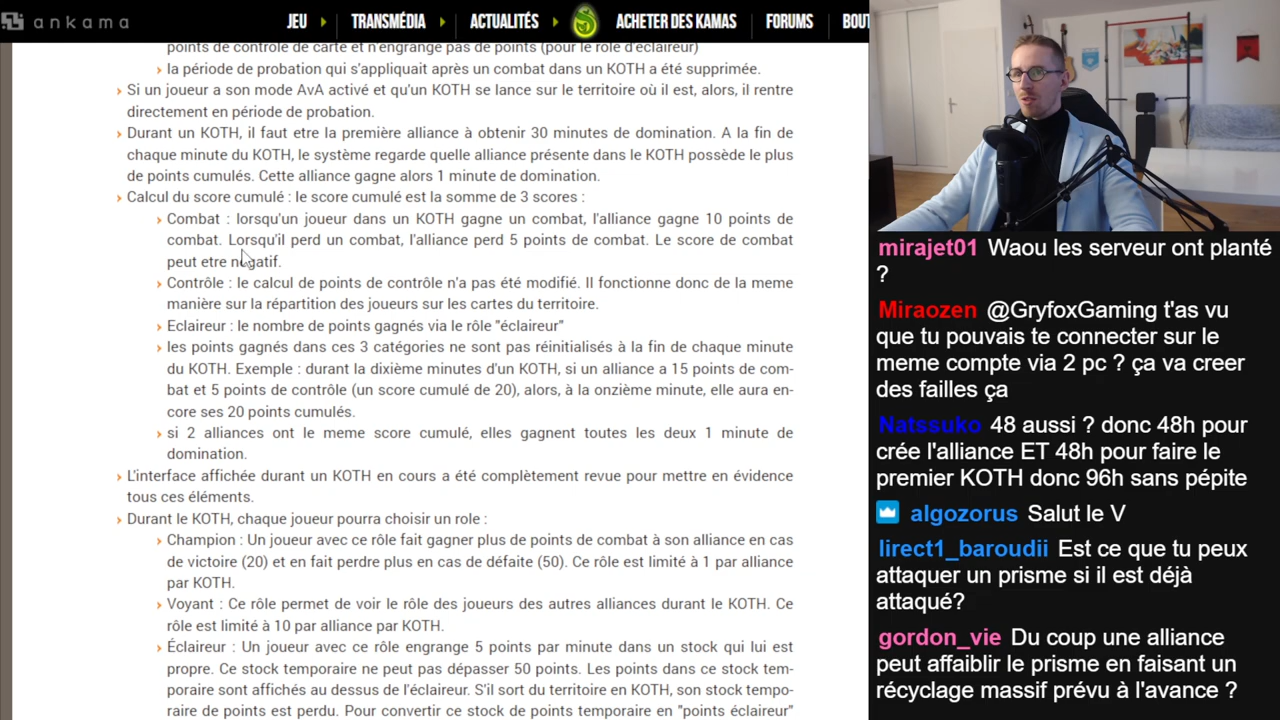 ankama
JEU
TRANSMÉDIA
ACTUALITÉS
ACHETER DES KAMAS
FORUMS
BOUT
points de contrôle de carte et n'engrange pas de points (pour le rôle d'éclaireur)
la période de probation qui s'appliquait après un combat dans un KOTH a été supprimée.
Si un joueur a son mode AvA activé et qu'un KOTH se lance sur le territoire où il est, alors, il rentre
directement en période de probation.
Durant un KOTH, il faut etre la première alliance à obtenir 30 minutes de domination. A la fin de
chaque minute du KOTH, le système regarde quelle alliance présente dans le KOTH possède le plus
de points cumulés. Cette alliance gagne alors 1 minute de domination.
Calcul du score cumulé : le score cumulé est la somme de 3 scores :
Combat : lorsqu'un joueur dans un KOTH gagne un combat, l'alliance gagne 10 points de
combat. Lorsqu'il perd un combat, l'alliance perd 5 points de combat. Le score de combat
peut etre négatif.
Contrôle : le calcul de points de contrôle n'a pas été modifié. Il fonctionne donc de la meme
manière sur la répartition des joueurs sur les cartes du territoire.
Eclaireur : le nombre de points gagnés via le rôle "éclaireur"
les points gagnés dans ces 3 catégories ne sont pas réinitialisés à la fin de chaque minute
du KOTH. Exemple : durant la dixième minutes d'un KOTH, si un alliance a 15 points de com-
bat et 5 points de contrôle (un score cumulé de 20), alors, à la onzième minute, elle aura en-
core ses 20 points cumulés.
si 2 alliances ont le meme score cumulé, elles gagnent toutes les deux 1 minute de
domination.
L'interface affichée durant un KOTH en cours a été complètement revue pour mettre en évidence
tous ces éléments.
Durant le KOTH, chaque joueur pourra choisir un role :
Champion : Un joueur avec ce rôle fait gagner plus de points de combat à son alliance en cas
de victoire (20) et en fait perdre plus en cas de défaite (50). Ce rôle est limité à 1 par alliance
par KOTH.
Voyant : Ce rôle permet de voir le rôle des joueurs des autres alliances durant le KOTH. Ce
rôle est limité à 10 par alliance par KOTH.
Éclaireur : Un joueur avec ce rôle engrange 5 points par minute dans un stock qui lui est
propre. Ce stock temporaire ne peut pas dépasser 50 points. Les points dans ce stock tem-
poraire sont affichés au dessus de l'éclaireur. S'il sort du territoire en KOTH, son stock tempo-
raire de points est perdu. Pour convertir ce stock de points temporaire en "points éclaireur"
mirajet01 Waou les serveur ont planté
?
Miraozen @GryfoxGaming t'as vu
que tu pouvais te connecter sur le
meme compte via 2 pc ? ça va creer
des failles ça
Natssuko 48 aussi ? donc 48h pour
crée l'alliance ET 48h pour faire le
premier KOTH donc 96h sans pépite
algozorus Salut le V
lirect1_baroudii Est ce que tu peux
attaquer un prisme si il est déjà
attaqué?
gordon_vie Du coup une alliance
peut affaiblir le prisme en faisant un
récyclage massif prévu à l'avance ?